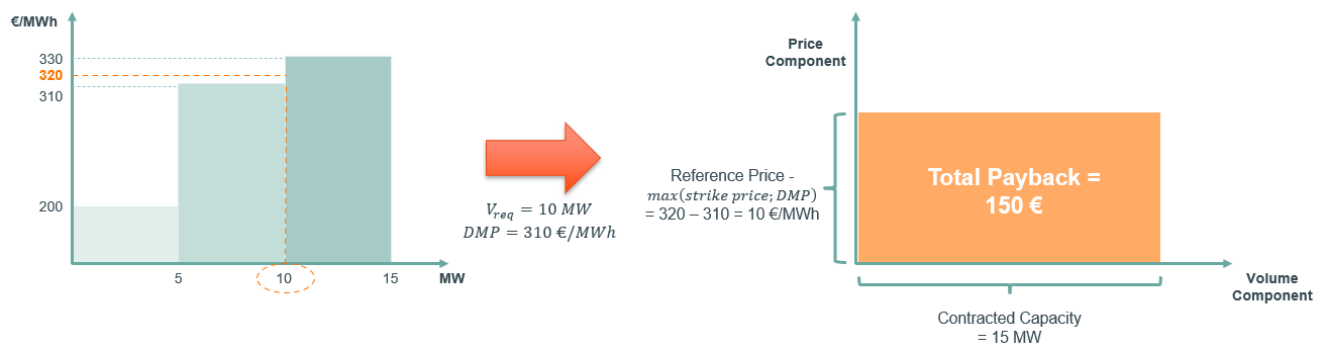 €/MWh
330
320
310
200
5
10
15
MW
V_req = 10 MW
DMP = 310 €/MWh
Price
Component
Reference Price -
max(strike price; DMP)
= 320 – 310 = 10 €/MWh
Total Payback =
150 €
Volume
Component
Contracted Capacity
= 15 MW